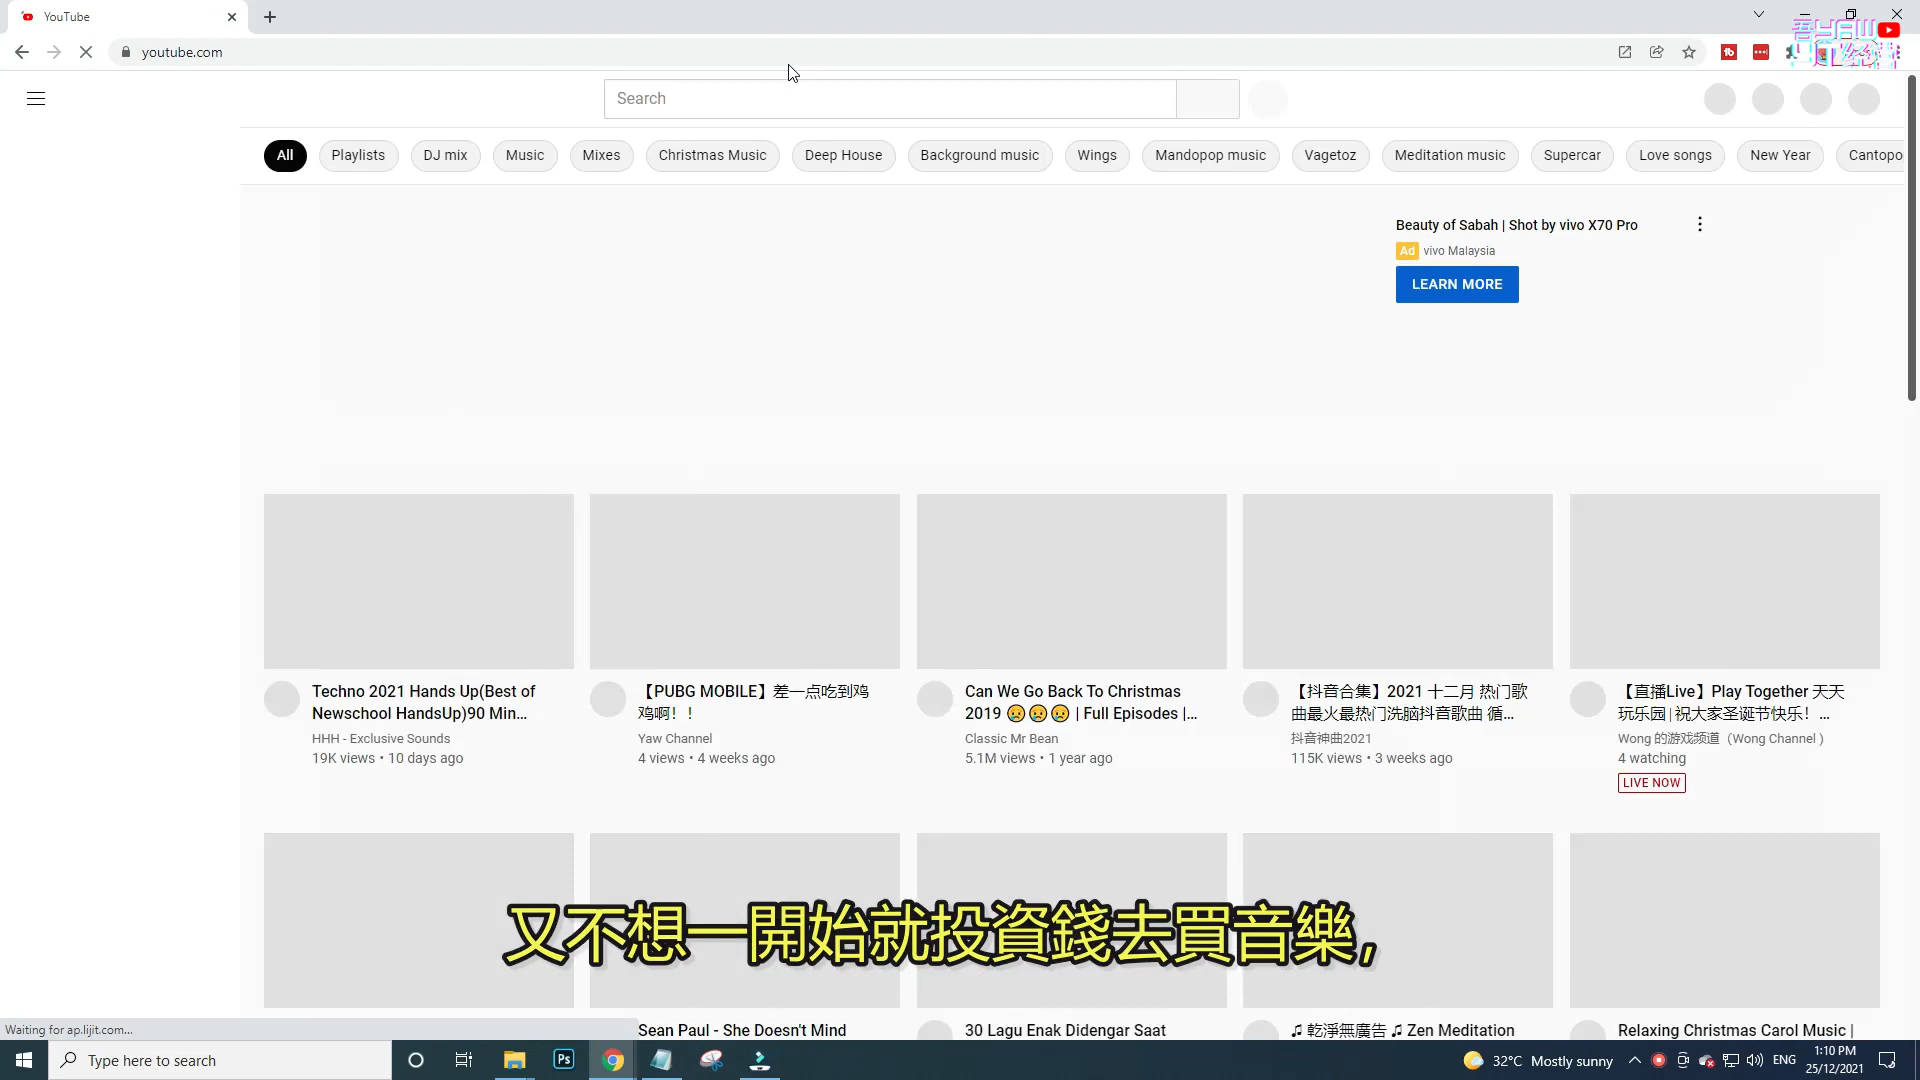 YouTube
youtube.com
Search
All
Playlists
DJ mix
Music
Mixes
Christmas Music
Deep House
Background music
Wings
Mandopop music
Vagetoz
Meditation music
Supercar
Love songs
New Year
Cantopo
Beauty of Sabah | Shot by vivo X70 Pro
Ad vivo Malaysia
LEARN MORE
Techno 2021 Hands Up(Best of
Newschool HandsUp)90 Min...
HHH - Exclusive Sounds
19K views • 10 days ago
【PUBG MOBILE】差一点吃到鸡
鸡啊！！
Yaw Channel
4 views • 4 weeks ago
Can We Go Back To Christmas
2019 😥😥😥 | Full Episodes |...
Classic Mr Bean
5.1M views • 1 year ago
【抖音合集】2021 十二月 热门歌
曲最火最热门洗脑抖音歌曲 循...
抖音神曲2021
115K views • 3 weeks ago
【直播Live】Play Together 天天
玩乐园 | 祝大家圣诞节快乐！...
Wong 的游戏频道（Wong Channel )
4 watching
LIVE NOW
又不想一開始就投資錢去買音樂,
Waiting for ap.lijit.com...
Sean Paul - She Doesn't Mind
30 Lagu Enak Didengar Saat
♫ 乾淨無廣告 ♫ Zen Meditation
Relaxing Christmas Carol Music |
Type here to search
Ps
32°C Mostly sunny
ENG
1:10 PM
25/12/2021